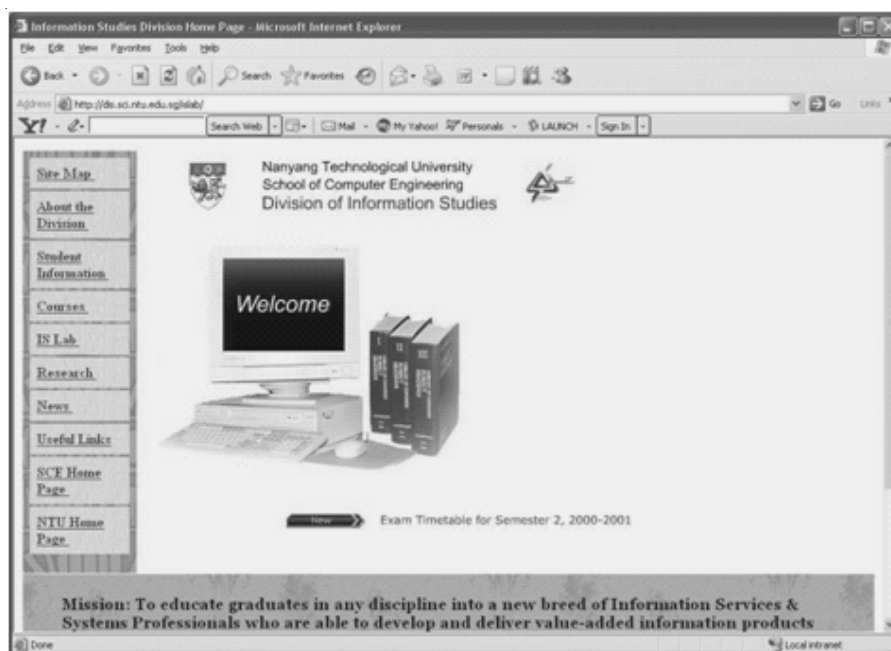 Information Studies Division Home Page - Microsoft Internet Explorer
File Edit View Favorites Tools Help
Back Search Favorites
Address http://dis.sci.ntu.edu.sg/islab/ Go Links
Y! Search Web Mail My Yahoo! Personals LAUNCH Sign In
Site Map
About the
Division
Student
Information
Courses
IS Lab
Research
News
Useful Links
SCE Home
Page
NTU Home
Page
Nanyang Technological University
School of Computer Engineering
Division of Information Studies
Welcome
I II III
New Exam Timetable for Semester 2, 2000-2001
Mission: To educate graduates in any discipline into a new breed of Information Services &
Systems Professionals who are able to develop and deliver value-added information products
Done Local intranet